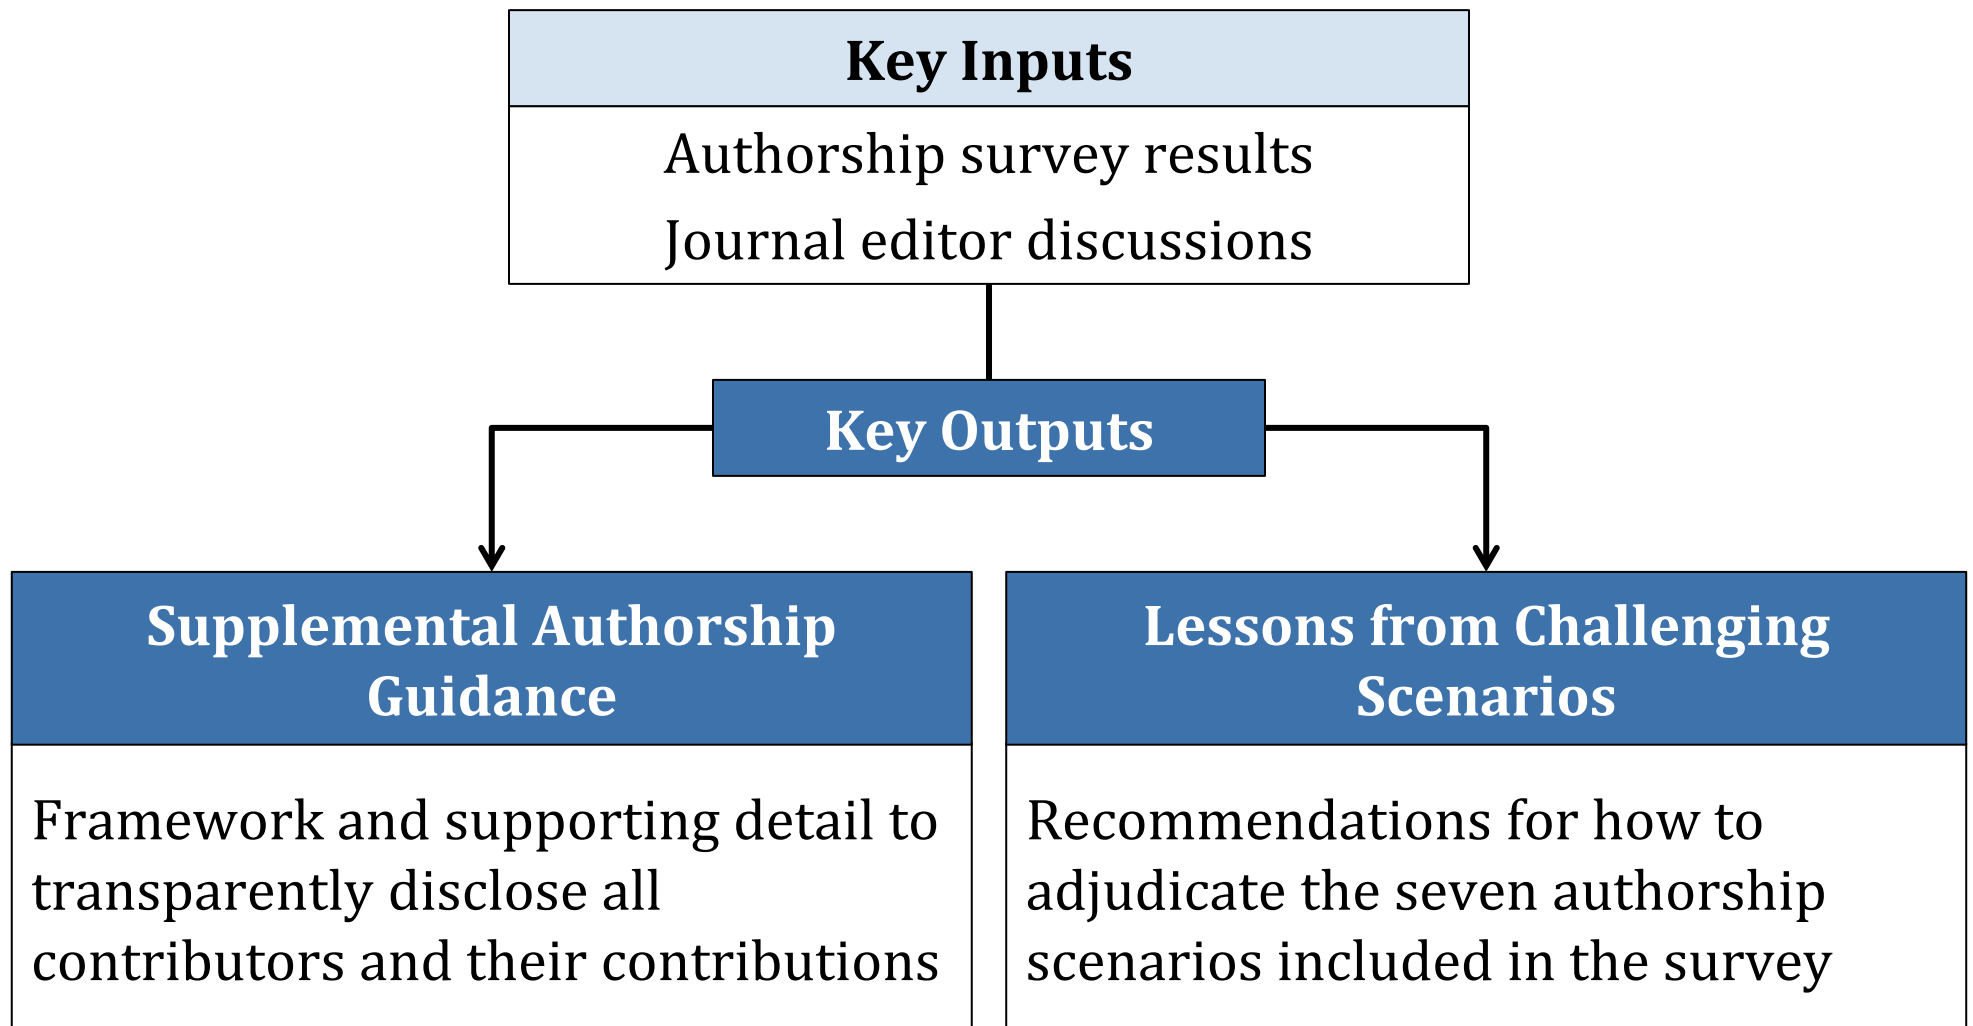 Key Inputs
Authorship survey results
Journal editor discussions
Key Outputs
Supplemental Authorship
Guidance
Framework and supporting detail to
transparently disclose all
contributors and their contributions
Lessons from Challenging
Scenarios
Recommendations for how to
adjudicate the seven authorship
scenarios included in the survey